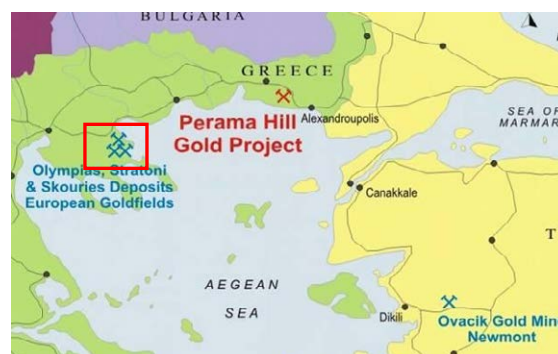 BULGARIA
GREECE
Perama Hill
Gold Project
Alexandroupolis
SEA OF
MARMAR
Olympias, Stratoni
& Skouries Deposits
European Goldfields
Canakkale
T
AEGEAN
SEA
Dikili
Ovacik Gold Min
Newmont